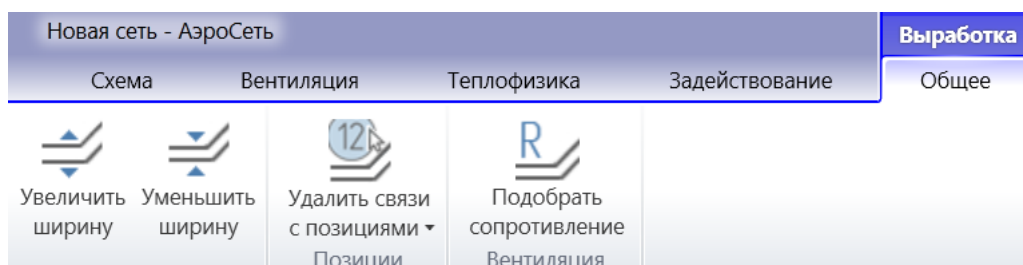 Новая сеть - АэроСеть
Выработка
Схема Вентиляция Теплофизика Задействование Общее
12 R
Увеличить Уменьшить Удалить связи Подобрать
ширину ширину с позициями сопротивление
Позиции Вентиляция